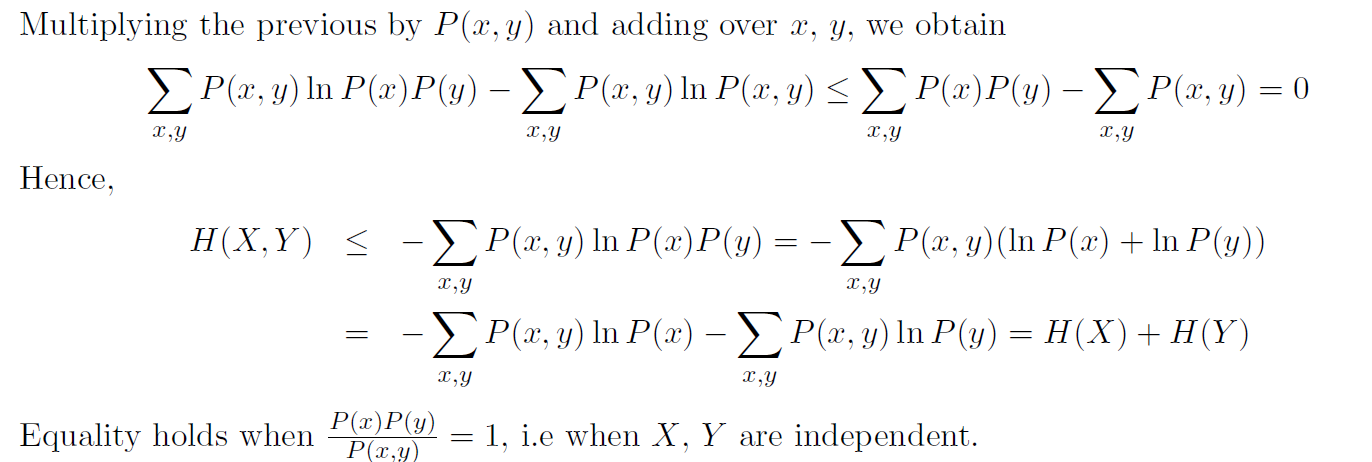 Multiplying the previous by P(x, y) and adding over x, y, we obtain
∑_{x,y} P(x, y) ln P(x)P(y) − ∑_{x,y} P(x, y) ln P(x, y) ≤ ∑_{x,y} P(x)P(y) − ∑_{x,y} P(x, y) = 0
Hence,
H(X, Y) ≤ −∑_{x,y} P(x, y) ln P(x)P(y) = −∑_{x,y} P(x, y)(ln P(x) + ln P(y))
= −∑_{x,y} P(x, y) ln P(x) − ∑_{x,y} P(x, y) ln P(y) = H(X) + H(Y)
Equality holds when \frac{P(x)P(y)}{P(x,y)} = 1, i.e when X, Y are independent.